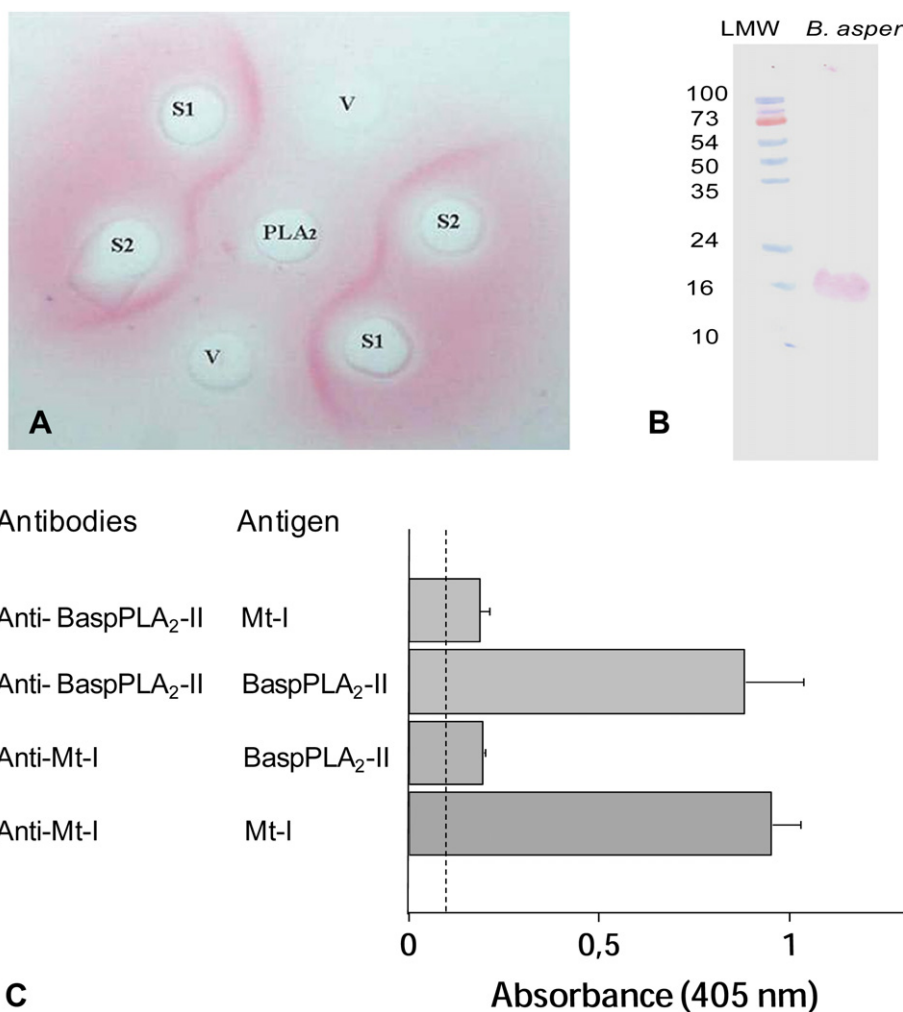 S1
V
S2
PLA₂
S2
V
S1
A
LMW B. asper
100
73
54
50
35
24
16
10
B
Antibodies Antigen
Anti- BaspPLA₂-II Mt-I
Anti- BaspPLA₂-II BaspPLA₂-II
Anti-Mt-I BaspPLA₂-II
Anti-Mt-I Mt-I
0 0,5 1
Absorbance (405 nm)
C